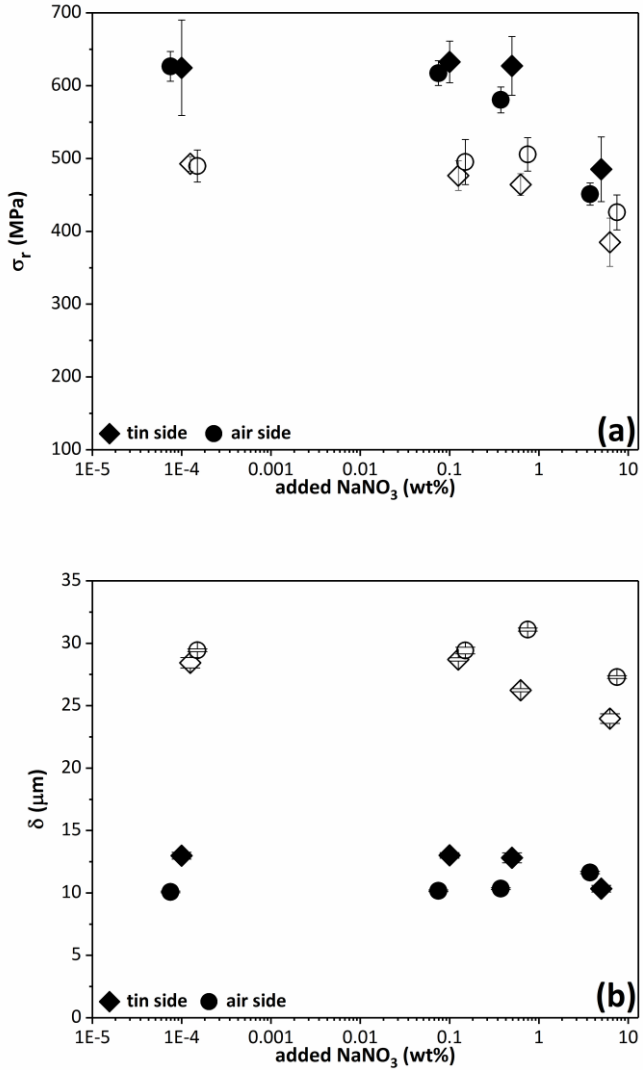 700
600
500
400
300
200
100
σr (MPa)
tin side air side
(a)
1E-5 1E-4 0.001 0.01 0.1 1 10
added NaNO₃ (wt%)
35
30
25
20
15
10
5
0
δ (μm)
tin side air side
(b)
1E-5 1E-4 0.001 0.01 0.1 1 10
added NaNO₃ (wt%)